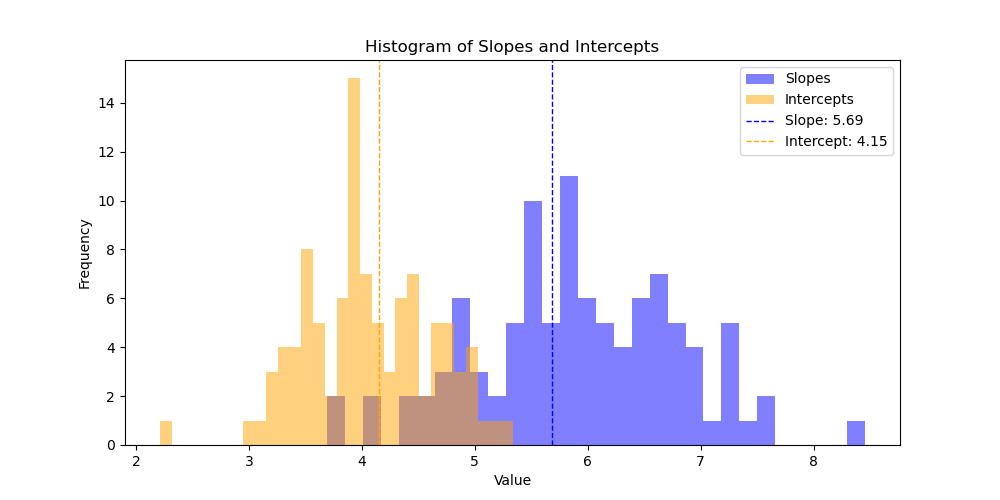 Histogram of Slopes and Intercepts
Slopes
Intercepts
Slope: 5.69
Intercept: 4.15
Frequency
14
12
10
8
6
4
2
0
2 3 4 5 6 7 8
Value